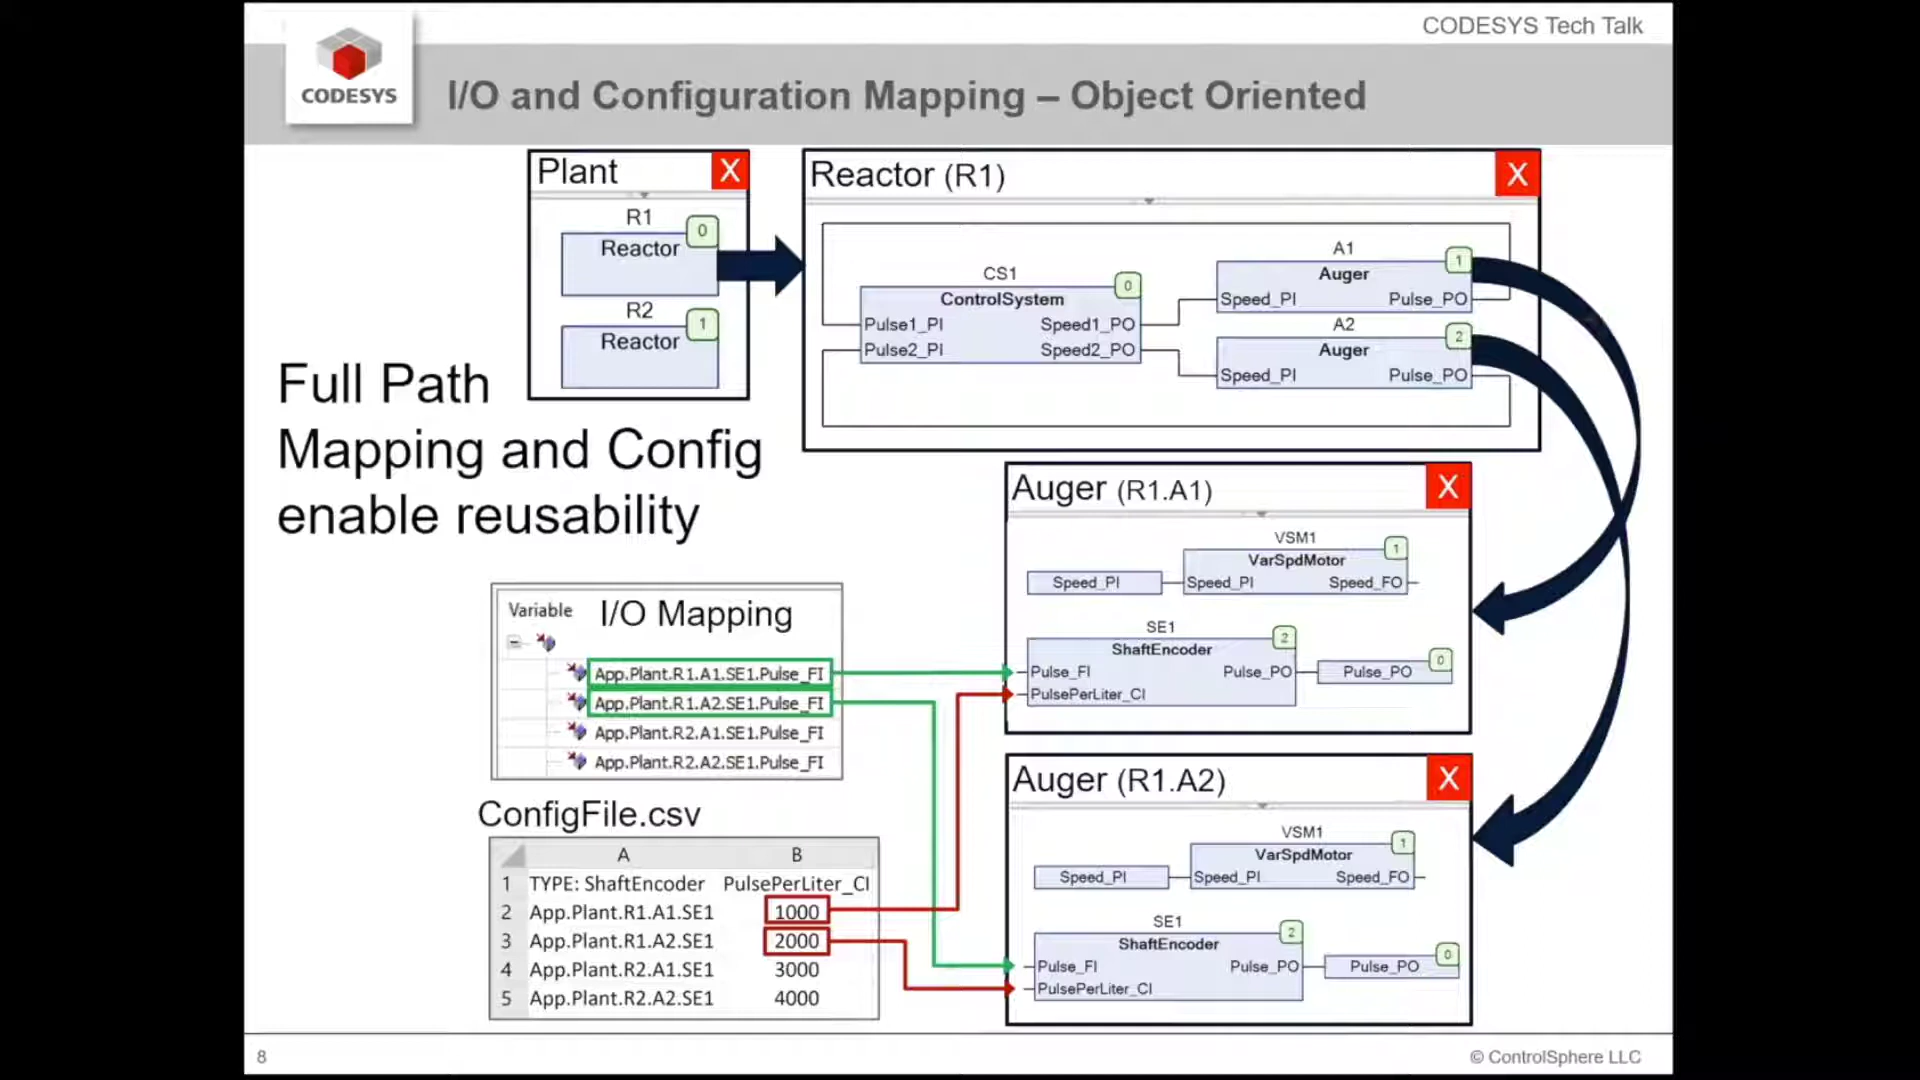 CODESYS Tech Talk
CODESYS
I/O and Configuration Mapping – Object Oriented
Plant
X
R1
0
Reactor
R2
1
Reactor
Reactor (R1)
X
CS1
0
ControlSystem
Pulse1_PI Speed1_PO
Pulse2_PI Speed2_PO
A1
1
Auger
Speed_PI Pulse_PO
A2
2
Auger
Speed_PI Pulse_PO
Full Path
Mapping and Config
enable reusability
Auger (R1.A1)
X
VSM1
1
VarSpdMotor
Speed_PI
Speed_PI Speed_FO
SE1
2
ShaftEncoder
Pulse_FI Pulse_PO
PulsePerLiter_CI
Pulse_PO
0
Variable
I/O Mapping
App.Plant.R1.A1.SE1.Pulse_FI
App.Plant.R1.A2.SE1.Pulse_FI
App.Plant.R2.A1.SE1.Pulse_FI
App.Plant.R2.A2.SE1.Pulse_FI
Auger (R1.A2)
X
VSM1
1
VarSpdMotor
Speed_PI
Speed_PI Speed_FO
SE1
2
ShaftEncoder
Pulse_FI Pulse_PO
PulsePerLiter_CI
Pulse_PO
0
ConfigFile.csv
A B
1 TYPE: ShaftEncoder PulsePerLiter_CI
2 App.Plant.R1.A1.SE1 1000
3 App.Plant.R1.A2.SE1 2000
4 App.Plant.R2.A1.SE1 3000
5 App.Plant.R2.A2.SE1 4000
8
© ControlSphere LLC